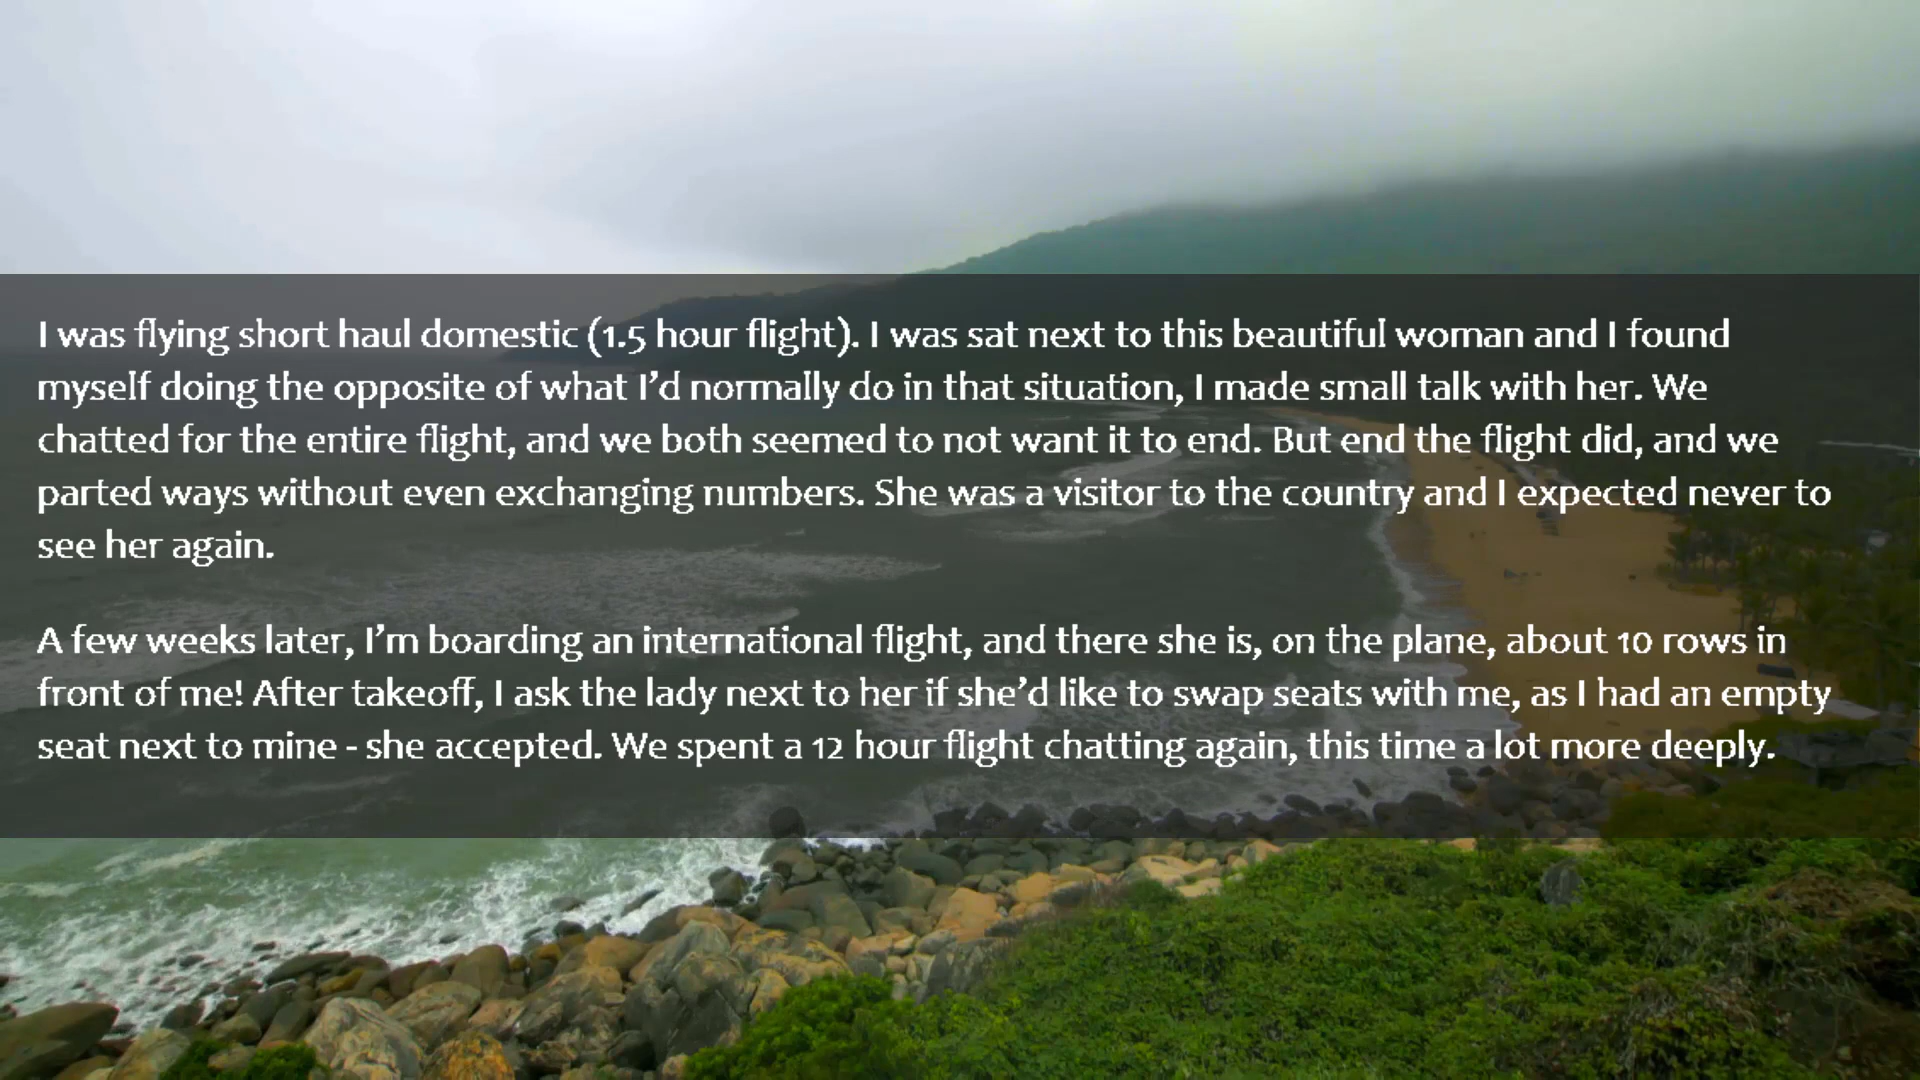 I was flying short haul domestic (1.5 hour flight). I was sat next to this beautiful woman and I found
myself doing the opposite of what I’d normally do in that situation, I made small talk with her. We
chatted for the entire flight, and we both seemed to not want it to end. But end the flight did, and we
parted ways without even exchanging numbers. She was a visitor to the country and I expected never to
see her again.
A few weeks later, I’m boarding an international flight, and there she is, on the plane, about 10 rows in
front of me! After takeoff, I ask the lady next to her if she’d like to swap seats with me, as I had an empty
seat next to mine - she accepted. We spent a 12 hour flight chatting again, this time a lot more deeply.